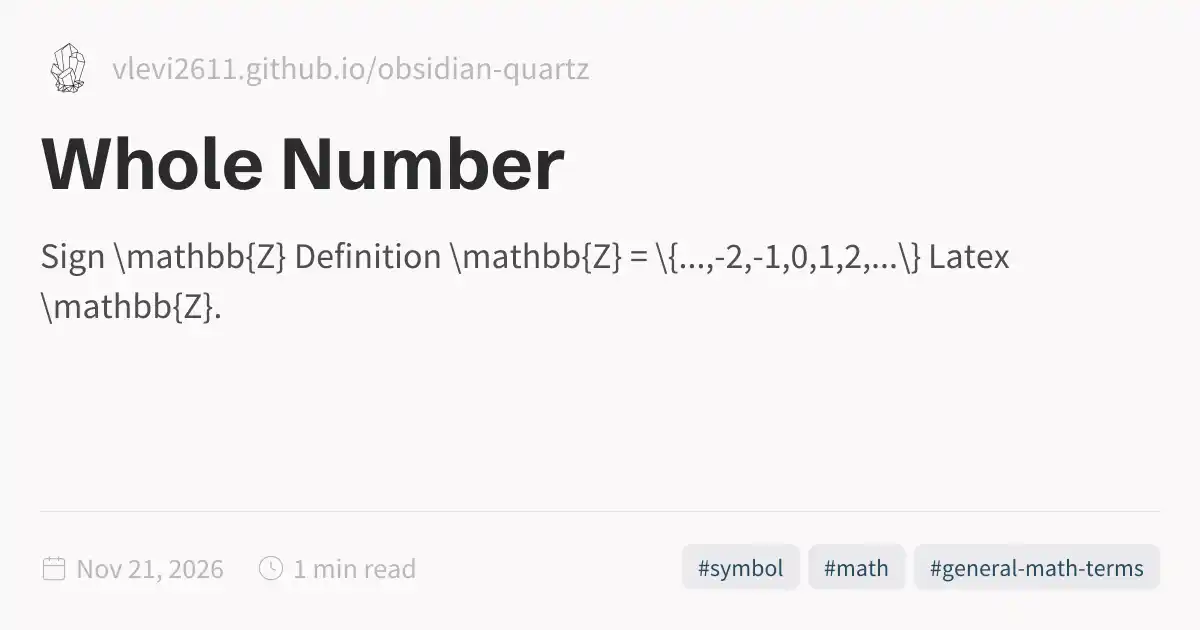 vlevi2611.github.io/obsidian-quartz
Whole Number
Sign \mathbb{Z} Definition \mathbb{Z} = \{...,-2,-1,0,1,2,...\} Latex
\mathbb{Z}.
Nov 21, 2026 1 min read #symbol #math #general-math-terms